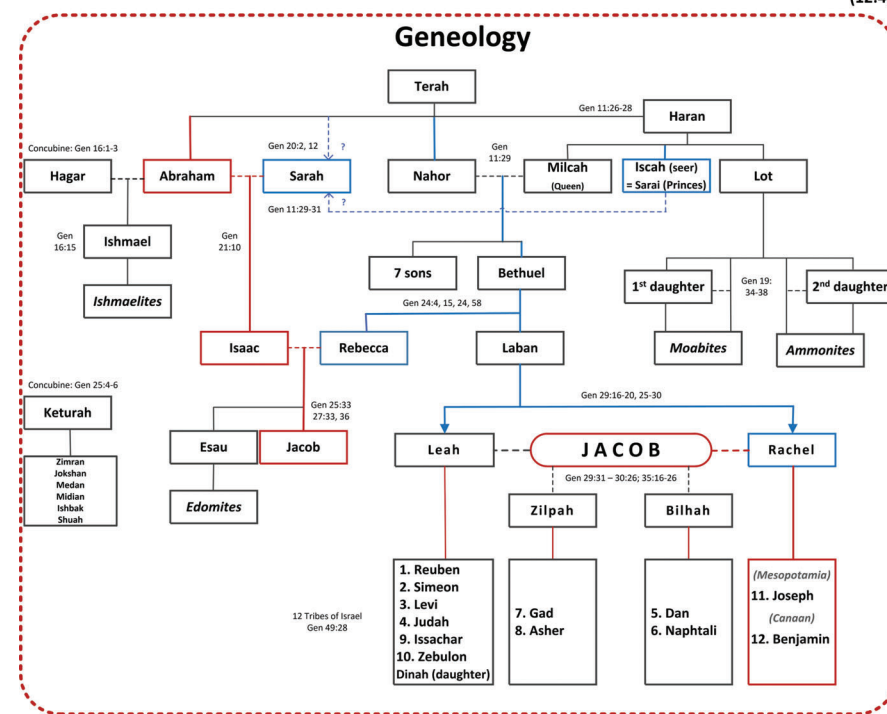 (12:4
Geneology
Terah
Gen 11:26-28
Haran
Concubine: Gen 16:1-3
Gen 20:2, 12
?
Gen
11:29
Hagar
Abraham
Sarah
Nahor
Milcah
(Queen)
Iscah (seer)
= Sarai (Princes)
Lot
Gen 11:29-31
?
Gen
16:15
Ishmael
Gen
21:10
7 sons
Bethuel
1st daughter
Gen 19:
34-38
2nd daughter
Ishmaelites
Gen 24:4, 15, 24, 58
Isaac
Rebecca
Laban
Moabites
Ammonites
Concubine: Gen 25:4-6
Keturah
Gen 25:33
27:33, 36
Gen 29:16-20, 25-30
Esau
Jacob
Leah
JACOB
Rachel
Zimran
Jokshan
Medan
Midian
Ishbak
Shuah
Edomites
Gen 29:31 – 30:26; 35:16-26
Zilpah
Bilhah
12 Tribes of Israel
Gen 49:28
1. Reuben
2. Simeon
3. Levi
4. Judah
9. Issachar
10. Zebulon
Dinah (daughter)
7. Gad
8. Asher
5. Dan
6. Naphtali
(Mesopotamia)
11. Joseph
(Canaan)
12. Benjamin